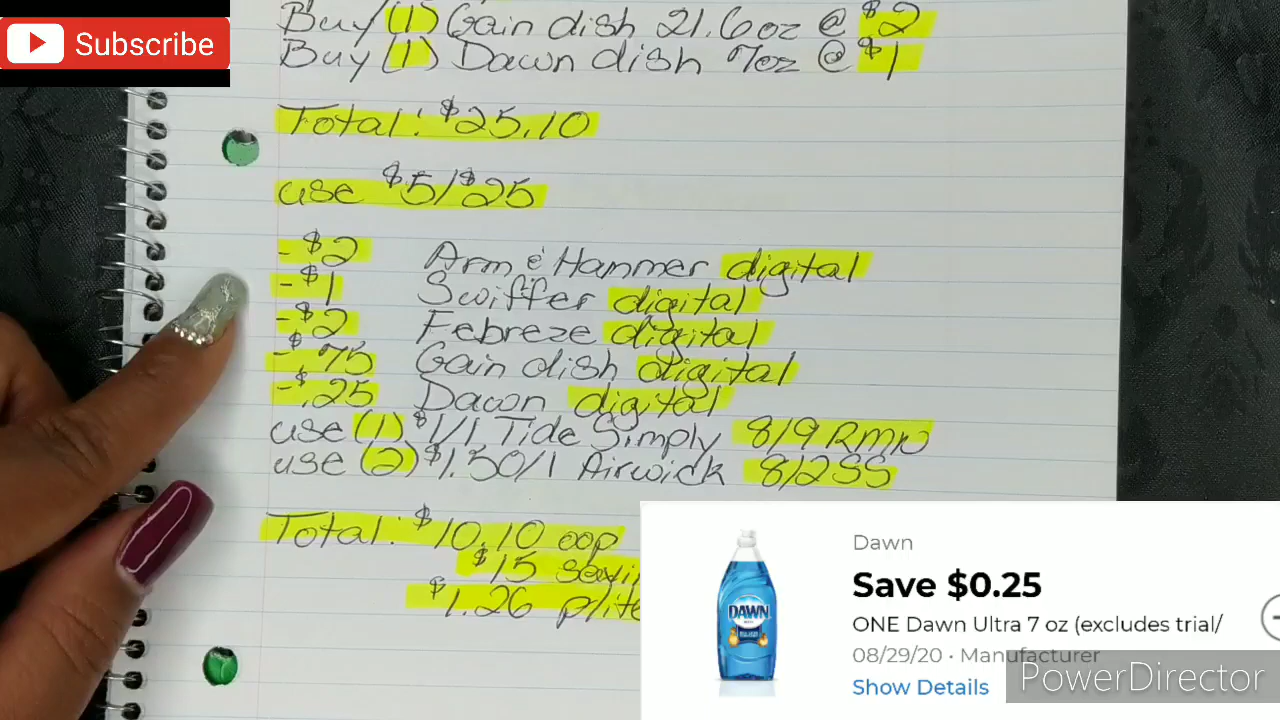 Subscribe
Buy (1) Gain dish 21.6oz @ $2
Buy (1) Dawn dish 7oz @ $1
Total: $25.10
use $5/$25
-$2 Arm & Hammer digital
-$1 Swiffer digital
-$2 Febreze digital
-$.75 Gain dish digital
-$.25 Dawn digital
use (1) $1/1 Tide Simply 8/9 RMN
use (2) $1.50/1 Airwick 8/2 SS
Total: $10.10 oop
$15 savi
$1.26 p/ite
DAWN
Dawn
Save $0.25
ONE Dawn Ultra 7 oz (excludes trial/
08/29/20 · Manufacturer
Show Details
PowerDirector